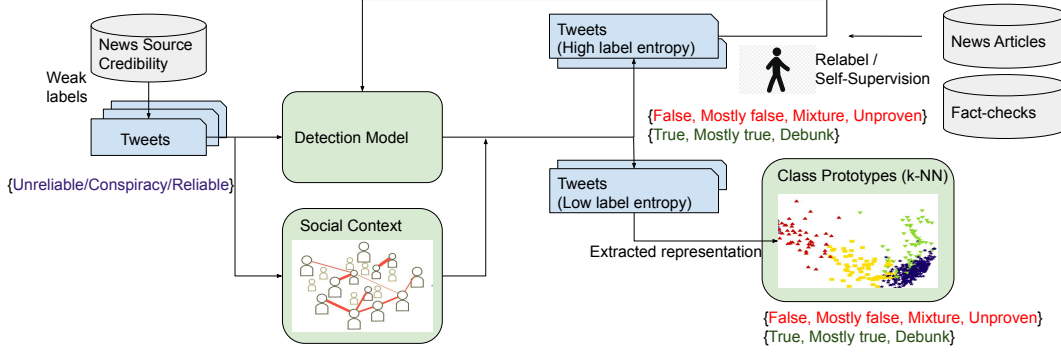 News Source
Credibility
Weak
labels
Tweets
{Unreliable/Conspiracy/Reliable}
Detection Model
Social Context
Tweets
(High label entropy)
Relabel /
Self-Supervision
News Articles
Fact-checks
{False, Mostly false, Mixture, Unproven}
{True, Mostly true, Debunk}
Tweets
(Low label entropy)
Extracted representation
Class Prototypes (k-NN)
{False, Mostly false, Mixture, Unproven}
{True, Mostly true, Debunk}